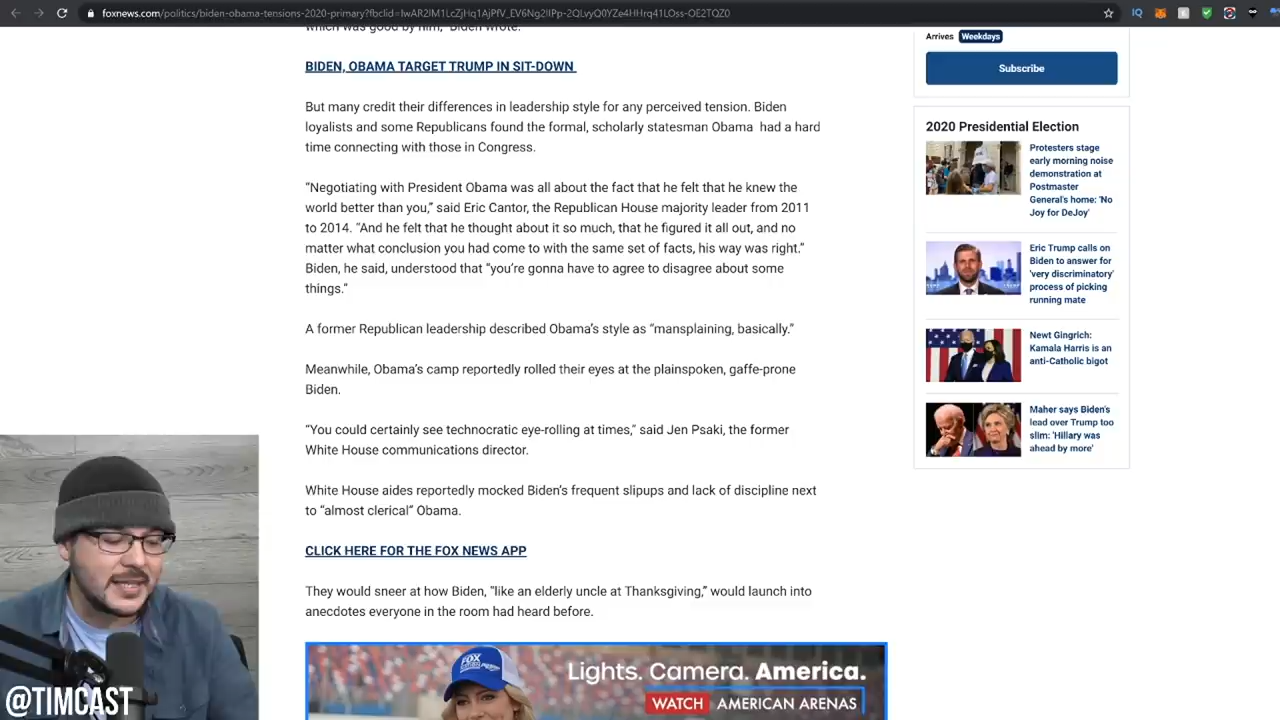 foxnews.com/politics/biden-obama-tensions-2020-primary?fbclid=IwAR2IM1LcZjHq1AjPfV_EV6Ng2IIPp-2QLvyQ0YZe4HHrq41LOss-OE2TQZ0
which was good by him," Biden wrote.
BIDEN, OBAMA TARGET TRUMP IN SIT-DOWN
But many credit their differences in leadership style for any perceived tension. Biden
loyalists and some Republicans found the formal, scholarly statesman Obama had a hard
time connecting with those in Congress.
“Negotiating with President Obama was all about the fact that he felt that he knew the
world better than you,” said Eric Cantor, the Republican House majority leader from 2011
to 2014. “And he felt that he thought about it so much, that he figured it all out, and no
matter what conclusion you had come to with the same set of facts, his way was right.”
Biden, he said, understood that “you’re gonna have to agree to disagree about some
things.”
A former Republican leadership described Obama’s style as “mansplaining, basically.”
Meanwhile, Obama’s camp reportedly rolled their eyes at the plainspoken, gaffe-prone
Biden.
“You could certainly see technocratic eye-rolling at times,” said Jen Psaki, the former
White House communications director.
White House aides reportedly mocked Biden’s frequent slipups and lack of discipline next
to “almost clerical” Obama.
CLICK HERE FOR THE FOX NEWS APP
They would sneer at how Biden, “like an elderly uncle at Thanksgiving,” would launch into
anecdotes everyone in the room had heard before.
Lights. Camera. America.
WATCH AMERICAN ARENAS
Arrives Weekdays
Subscribe
2020 Presidential Election
Protesters stage
early morning noise
demonstration at
Postmaster
General's home: 'No
Joy for DeJoy'
Eric Trump calls on
Biden to answer for
'very discriminatory'
process of picking
running mate
Newt Gingrich:
Kamala Harris is an
anti-Catholic bigot
Maher says Biden's
lead over Trump too
slim: 'Hillary was
ahead by more'
@TIMCAST